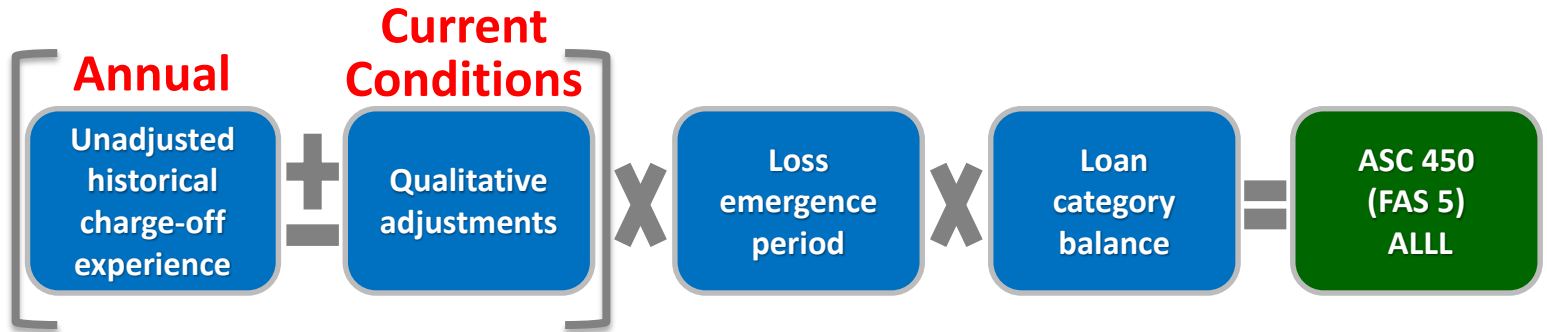 Annual
Unadjusted
historical
charge-off
experience
±
Current
Conditions
Qualitative
adjustments
X
Loss
emergence
period
X
Loan
category
balance
=
ASC 450
(FAS 5)
ALLL